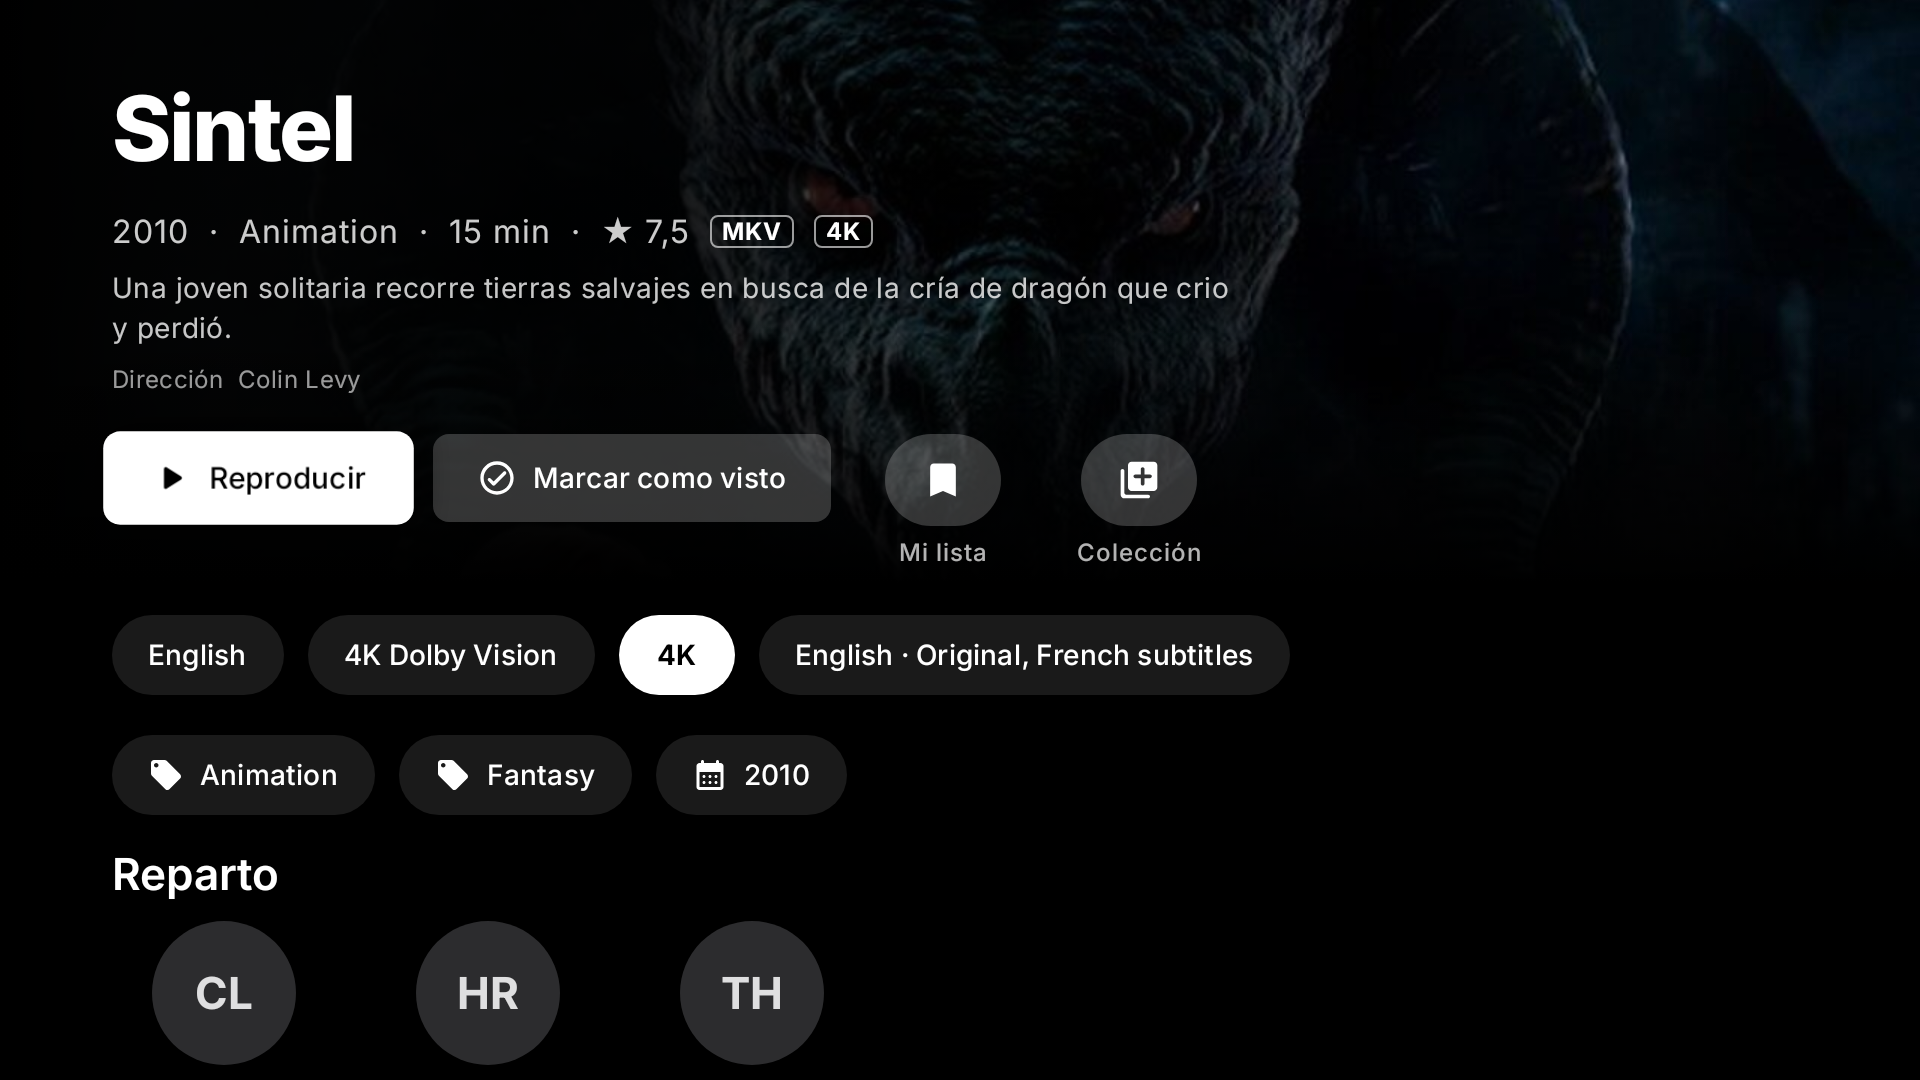 Sintel
2010 · Animation · 15 min · ★ 7,5 MKV 4K
Una joven solitaria recorre tierras salvajes en busca de la cría de dragón que crio
y perdió.
Dirección Colin Levy
Reproducir
Marcar como visto
Mi lista
Colección
English
4K Dolby Vision
4K
English · Original, French subtitles
Animation
Fantasy
2010
Reparto
CL
HR
TH